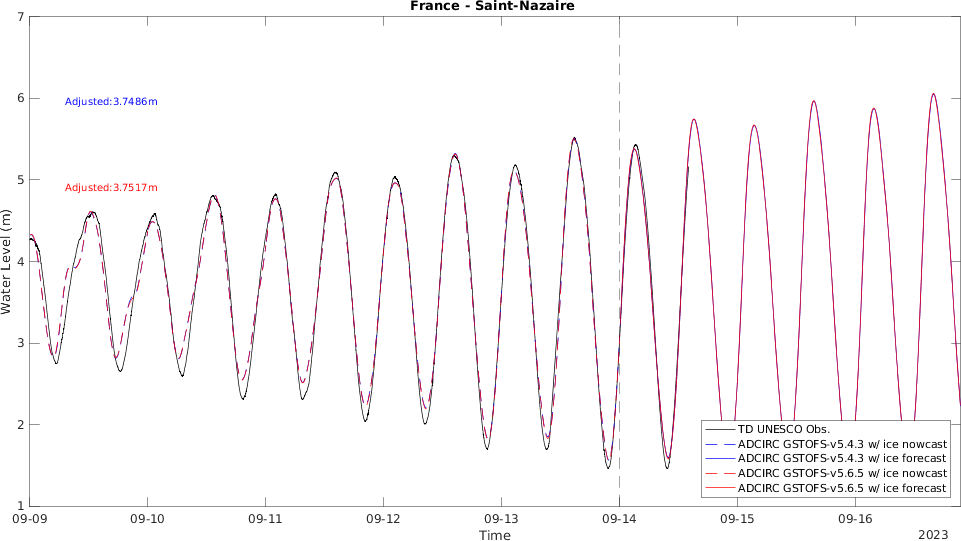 France - Saint-Nazaire
7
6
5
4
3
2
1
Water Level (m)
Adjusted:3.7486m
Adjusted:3.7517m
TD UNESCO Obs.
ADCIRC GSTOFS-v5.4.3 w/ ice nowcast
ADCIRC GSTOFS-v5.4.3 w/ ice forecast
ADCIRC GSTOFS-v5.6.5 w/ ice nowcast
ADCIRC GSTOFS-v5.6.5 w/ ice forecast
09-09 09-10 09-11 09-12 09-13 09-14 09-15 09-16
Time
2023